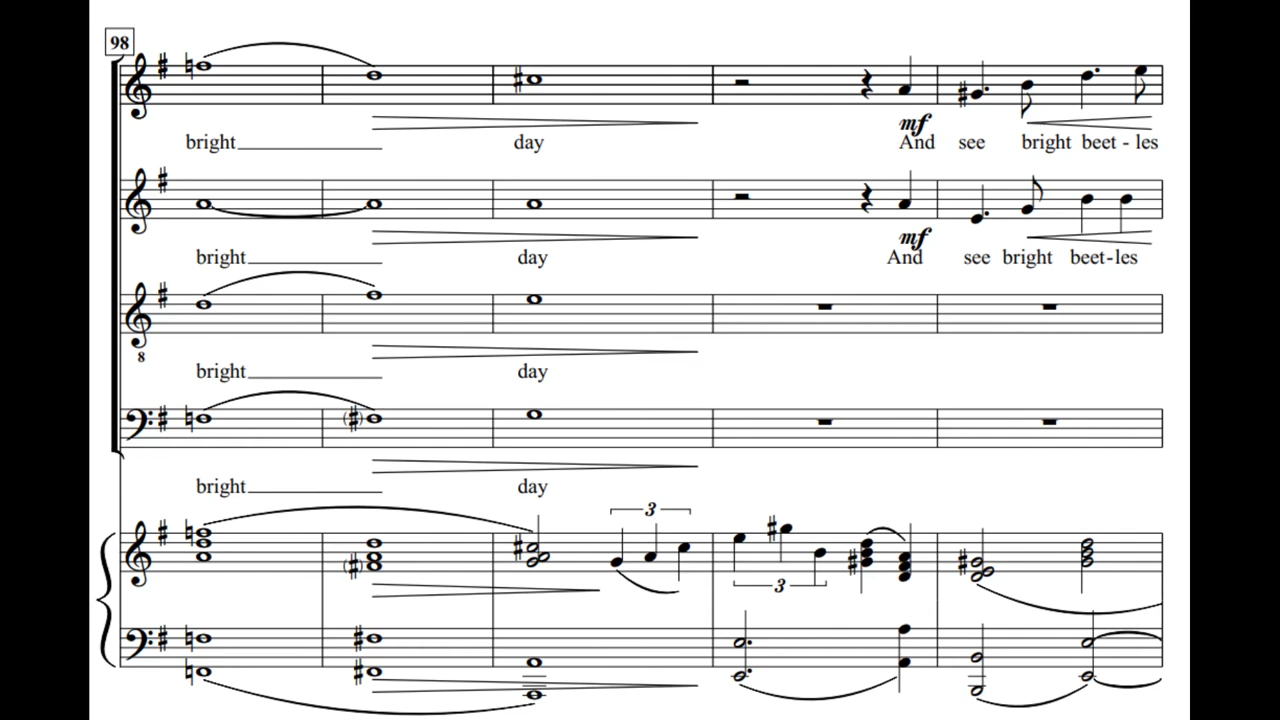 98
mf
bright day And see bright beet - les
mf
bright day And see bright beet-les
8
bright day
bright day
3
3